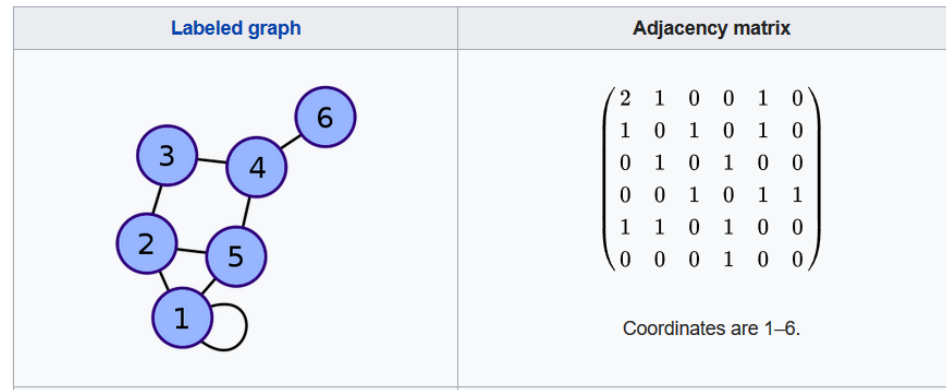 Labeled graph
Adjacency matrix
6
3
4
2
5
1
2 1 0 0 1 0
1 0 1 0 1 0
0 1 0 1 0 0
0 0 1 0 1 1
1 1 0 1 0 0
0 0 0 1 0 0
Coordinates are 1–6.